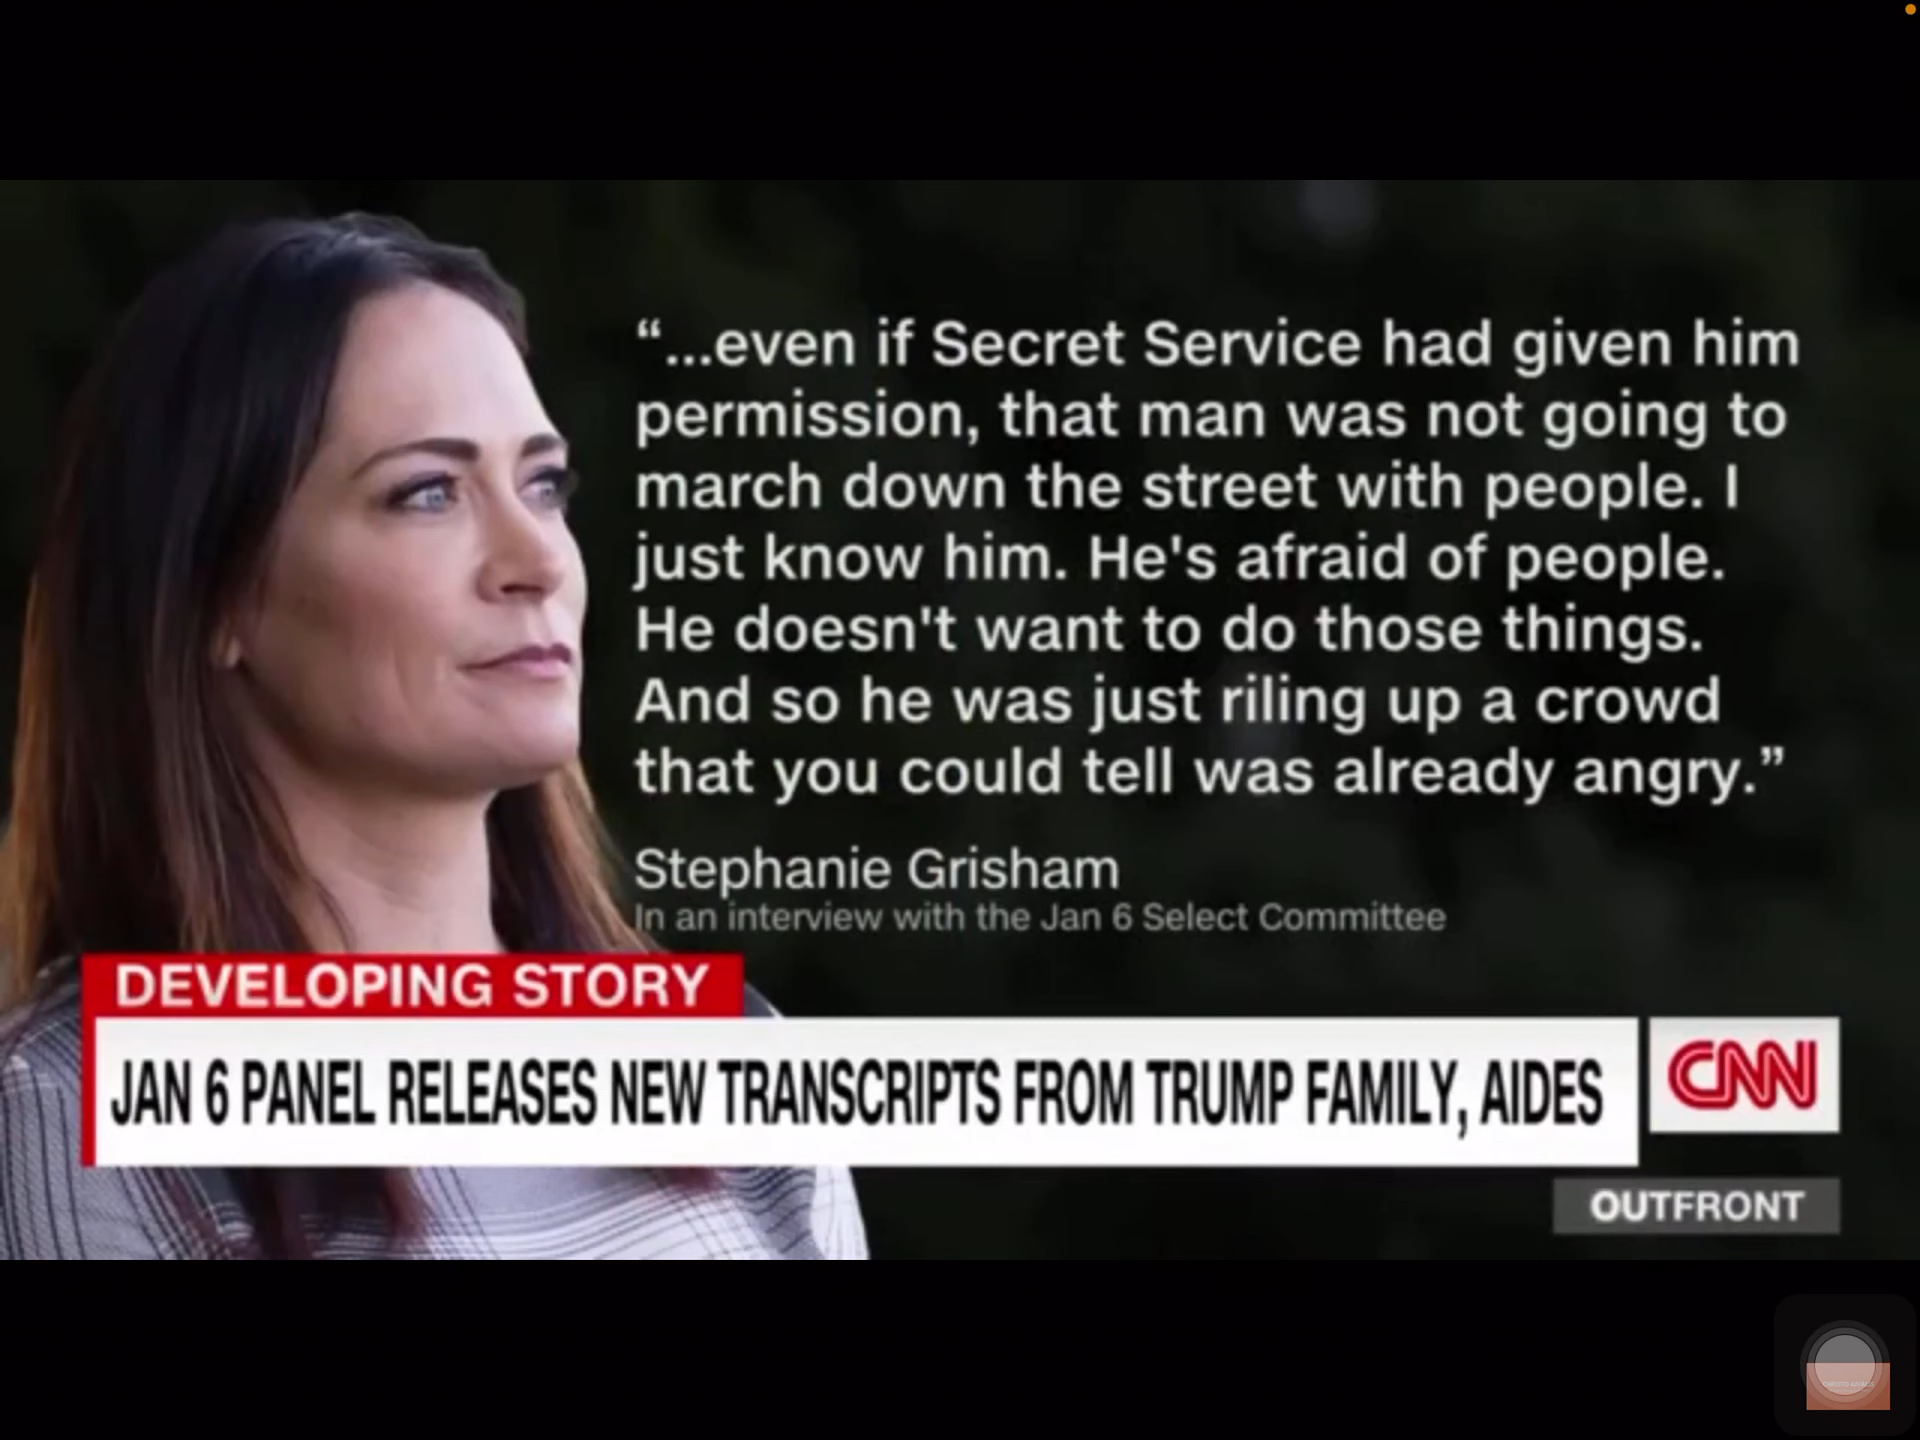 “...even if Secret Service had given him
permission, that man was not going to
march down the street with people. I
just know him. He's afraid of people.
He doesn't want to do those things.
And so he was just riling up a crowd
that you could tell was already angry.”
Stephanie Grisham
In an interview with the Jan 6 Select Committee
DEVELOPING STORY
JAN 6 PANEL RELEASES NEW TRANSCRIPTS FROM TRUMP FAMILY, AIDES
CNN
OUTFRONT